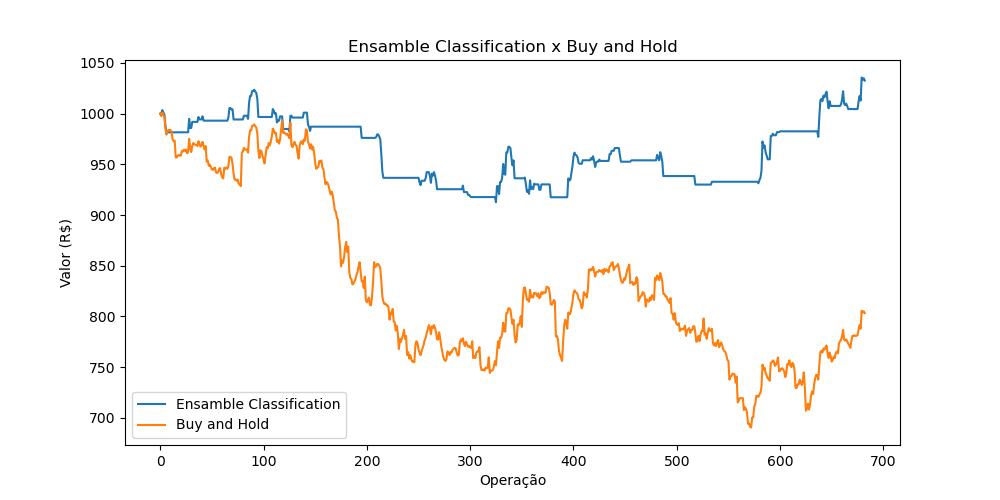 Ensamble Classification x Buy and Hold
1050
1000
950
900
850
800
750
700
Valor (R$)
Ensamble Classification
Buy and Hold
0 100 200 300 400 500 600 700
Operação